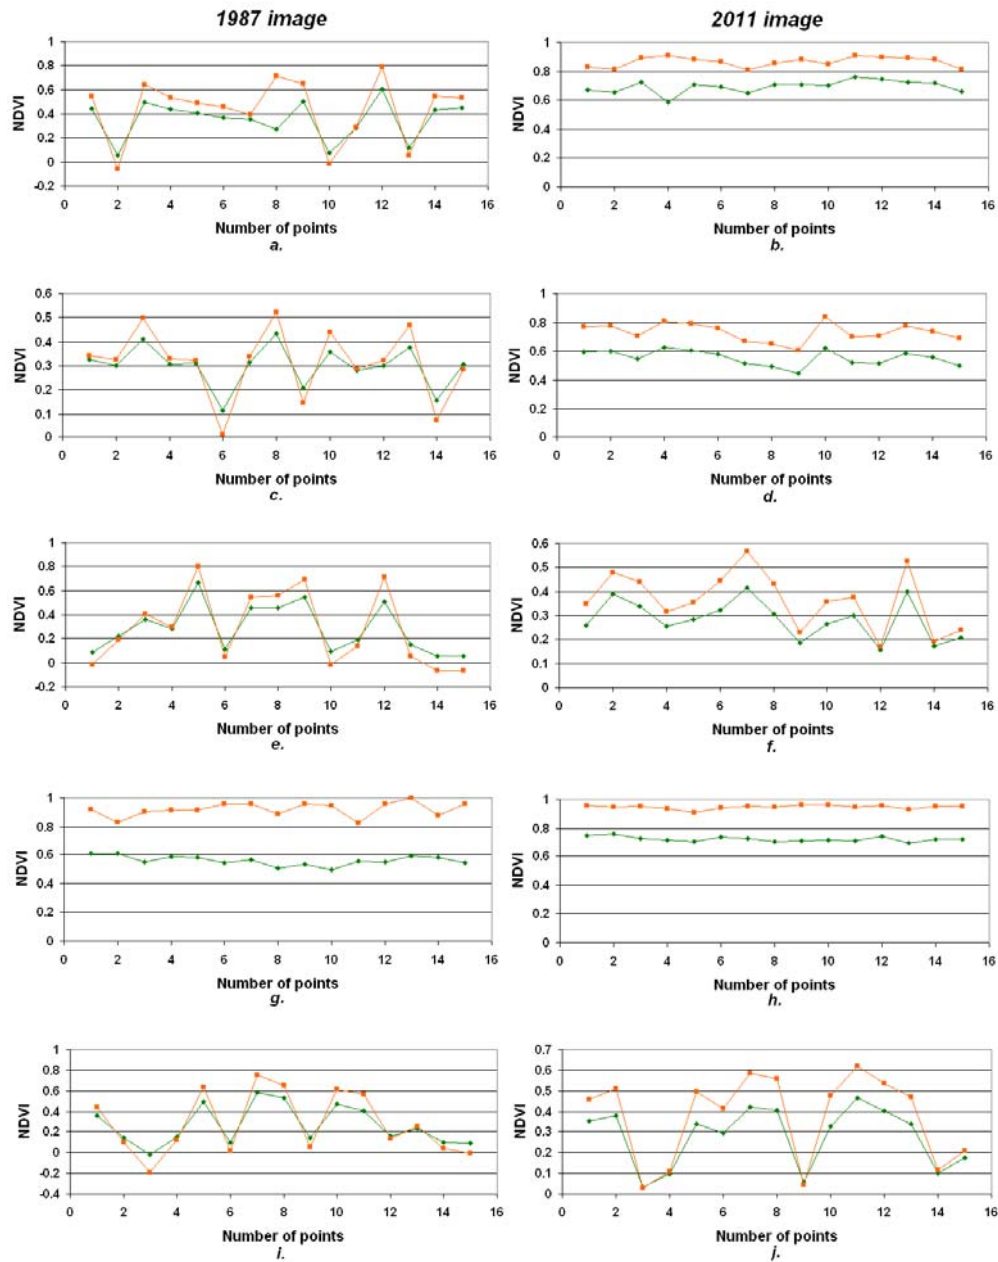 1987 image
2011 image
NDVI
1
0.8
0.6
0.4
0.2
0
-0.2
0 2 4 6 8 10 12 14 16
Number of points
a.
NDVI
1
0.8
0.6
0.4
0.2
0
0 2 4 6 8 10 12 14 16
Number of points
b.
NDVI
0.6
0.5
0.4
0.3
0.2
0.1
0
0 2 4 6 8 10 12 14 16
Number of points
c.
NDVI
1
0.8
0.6
0.4
0.2
0
0 2 4 6 8 10 12 14 16
Number of points
d.
NDVI
1
0.8
0.6
0.4
0.2
0
-0.2
0 2 4 6 8 10 12 14 16
Number of points
e.
NDVI
0.6
0.5
0.4
0.3
0.2
0.1
0
0 2 4 6 8 10 12 14 16
Number of points
f.
NDVI
1
0.8
0.6
0.4
0.2
0
0 2 4 6 8 10 12 14 16
Number of points
g.
NDVI
1
0.8
0.6
0.4
0.2
0
0 2 4 6 8 10 12 14 16
Number of points
h.
NDVI
1
0.8
0.6
0.4
0.2
0
-0.2
-0.4
0 2 4 6 8 10 12 14 16
Number of points
i.
NDVI
0.7
0.6
0.5
0.4
0.3
0.2
0.1
0
0 2 4 6 8 10 12 14 16
Number of points
j.